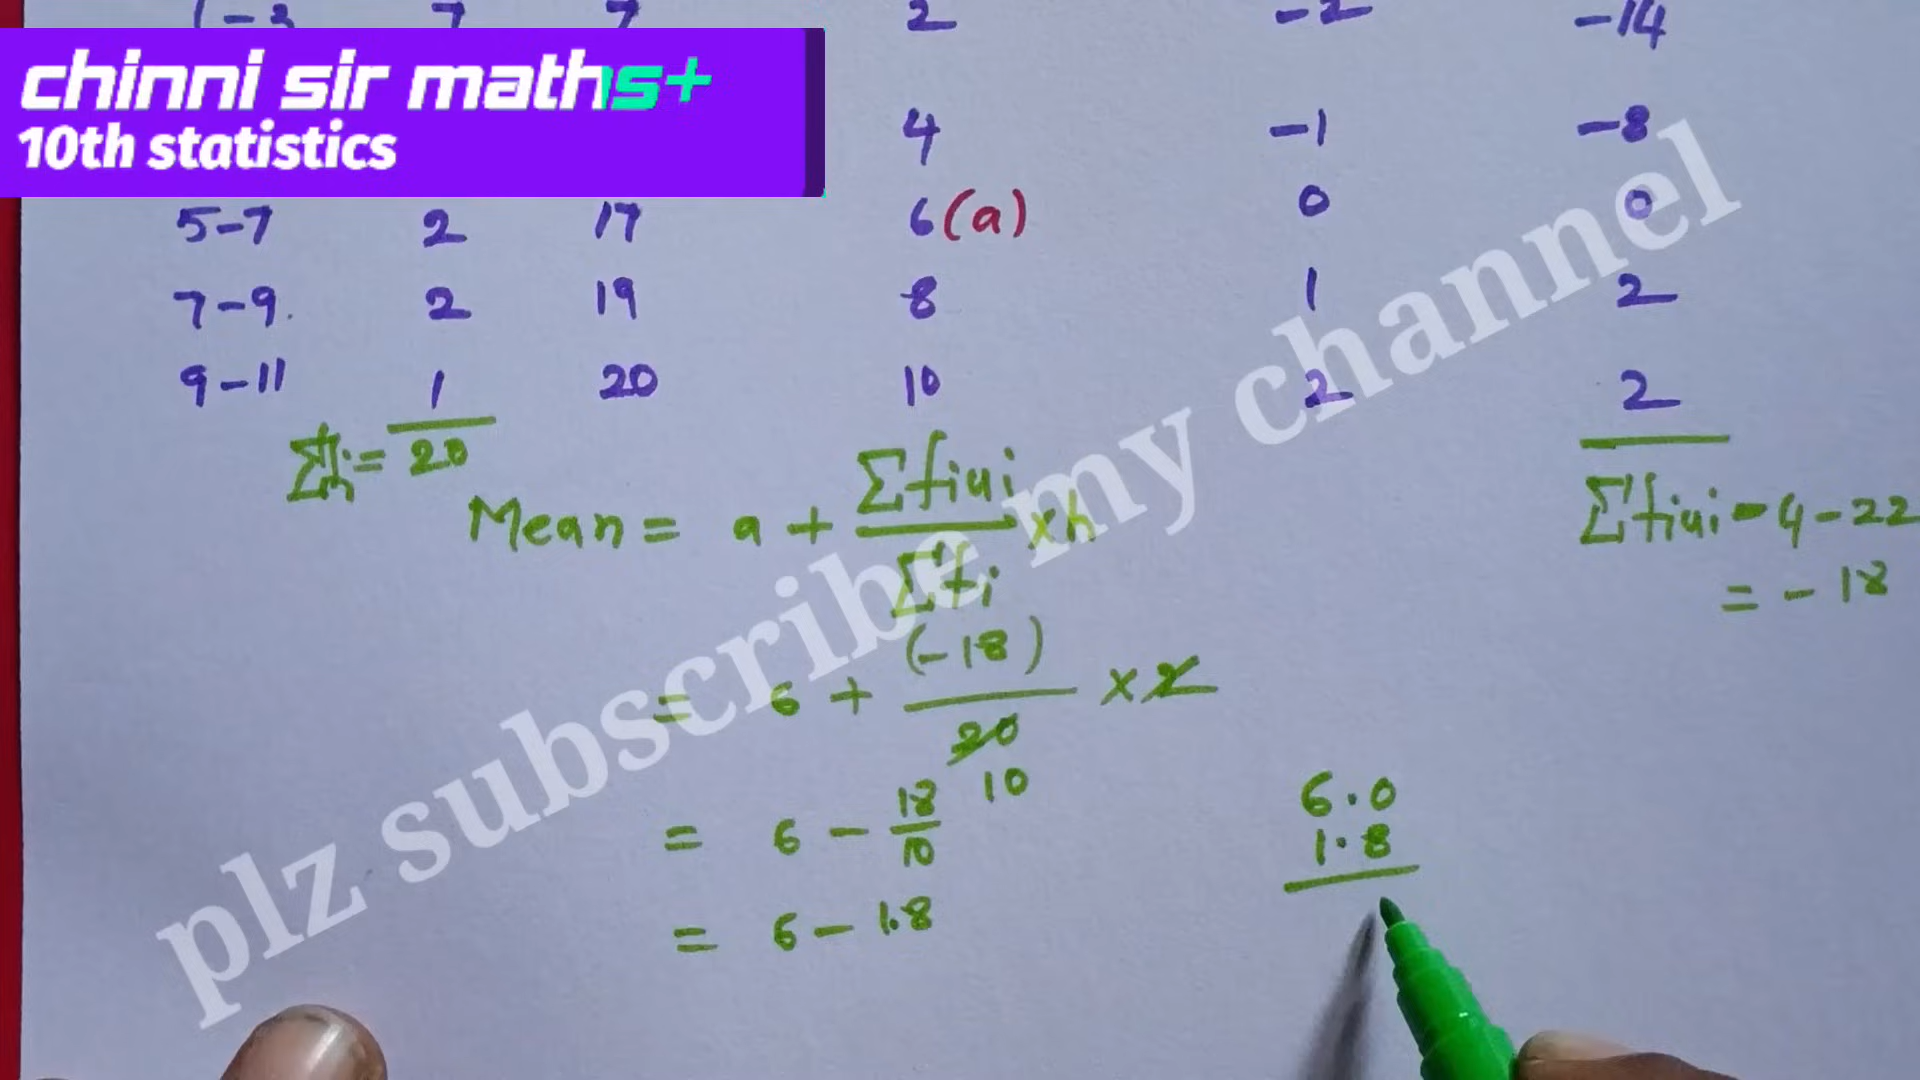 1-3 7 7 2 -2 -14
chinni sir maths+
10th statistics
4 -1 -8
5-7 2 17 6(a) 0 0
7-9 2 19 8 1 2
9-11 1 20 10 2 2
Σfi = 20
Mean = a + Σfiui / Σfi × h
Σfiui = 4 - 22
= -18
= 6 + (-18) / 20 × 2
10
= 6 - 18/10
= 6 - 1.8
6.0
1.8
plz subscribe my channel